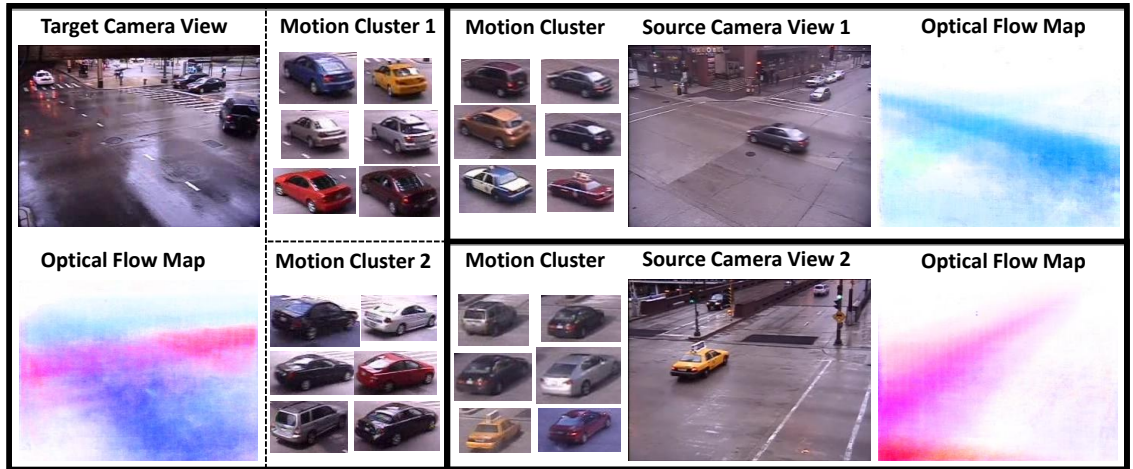 Target Camera View
Motion Cluster 1
Motion Cluster
Source Camera View 1
Optical Flow Map
Optical Flow Map
Motion Cluster 2
Motion Cluster
Source Camera View 2
Optical Flow Map